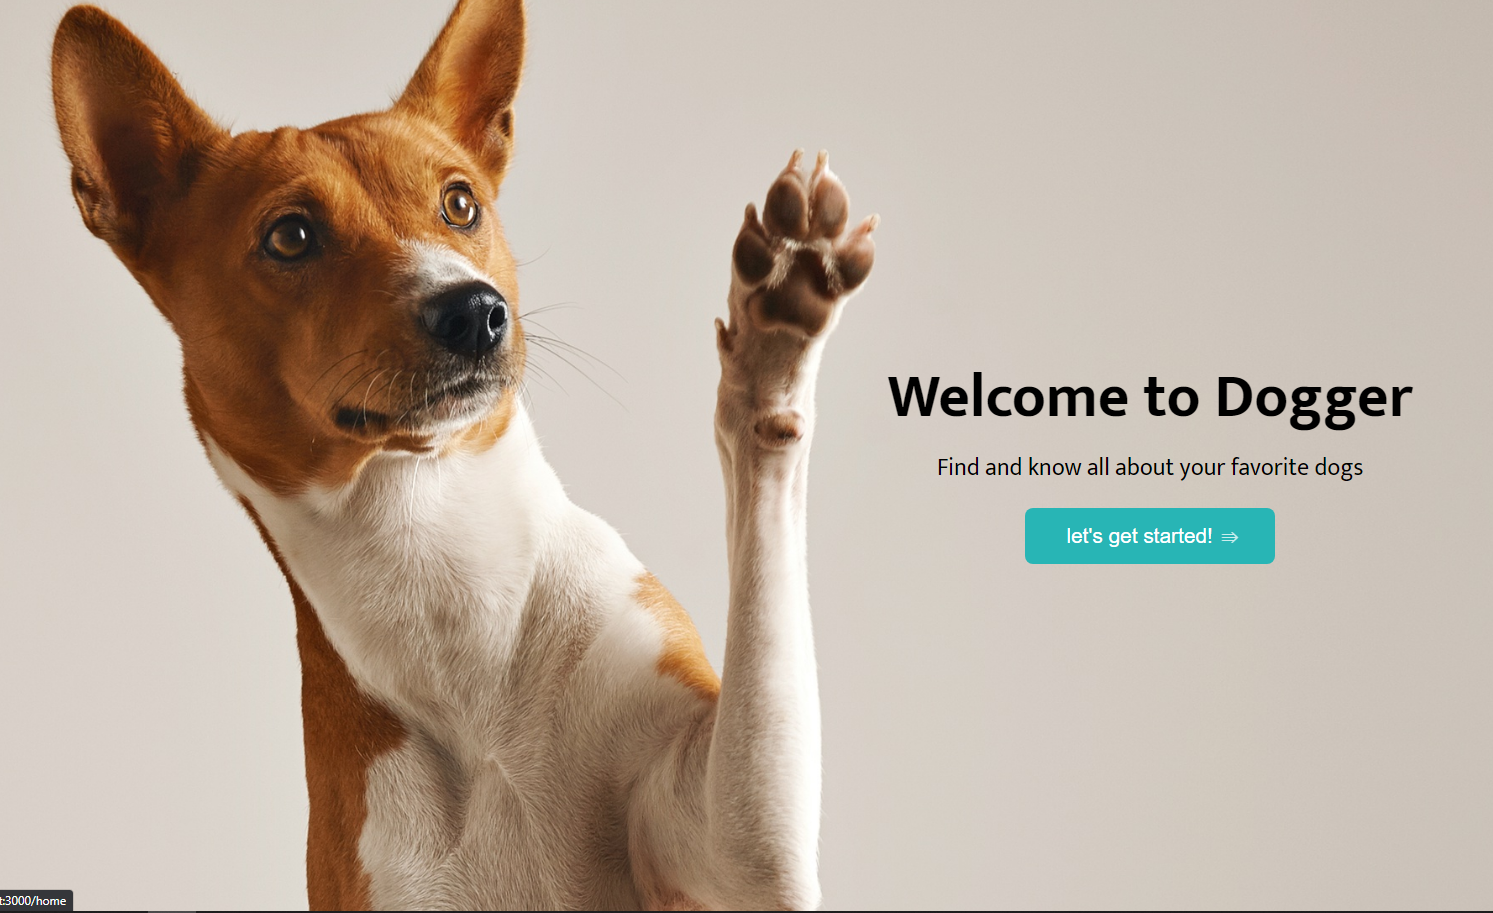 Welcome to Dogger
Find and know all about your favorite dogs
let's get started! ⇛
t:3000/home